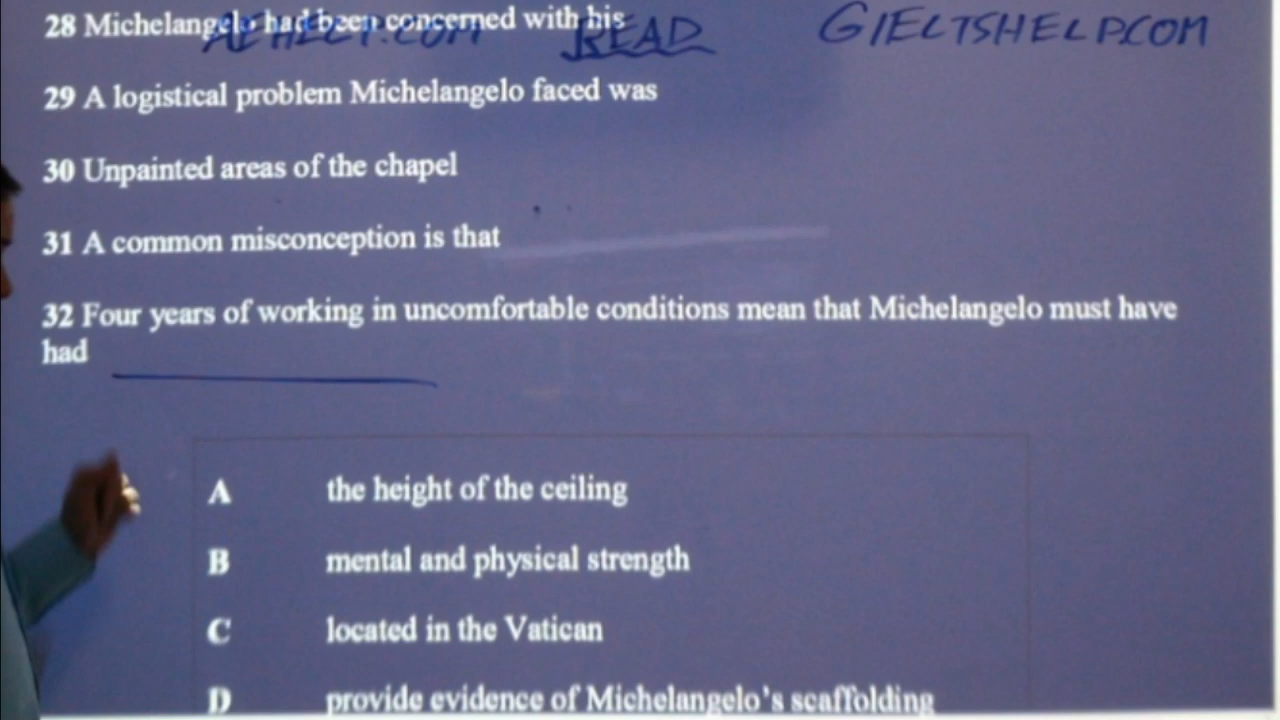 28 Michelangelo had been concerned with his
AEHELP.COM READ GIELTSHELP.COM
29 A logistical problem Michelangelo faced was
30 Unpainted areas of the chapel
31 A common misconception is that
32 Four years of working in uncomfortable conditions mean that Michelangelo must have
had
A the height of the ceiling
B mental and physical strength
C located in the Vatican
D provide evidence of Michelangelo's scaffolding